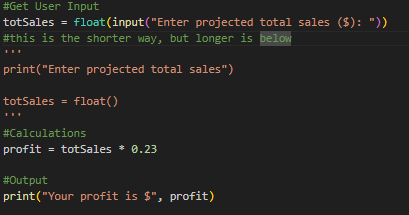 #Get User Input
totSales = float(input("Enter projected total sales ($): "))
#this is the shorter way, but longer is below
'''
print("Enter projected total sales")
totSales = float()
'''
#Calculations
profit = totSales * 0.23
#Output
print("Your profit is $", profit)